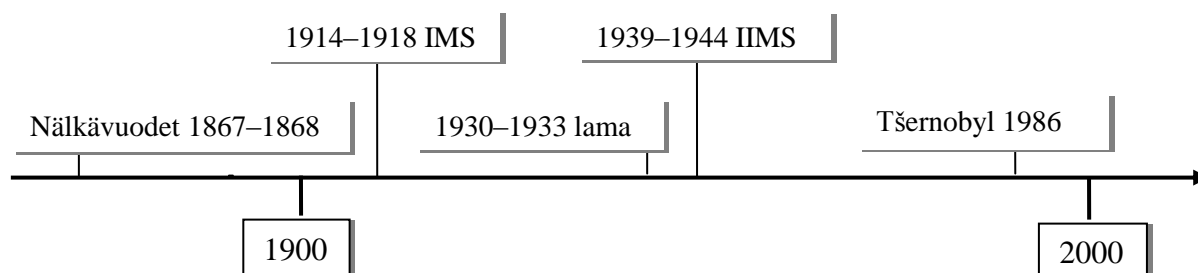 1914–1918 IMS
1939–1944 IIMS
Nälkävuodet 1867–1868
1930–1933 lama
Tšernobyl 1986
1900
2000